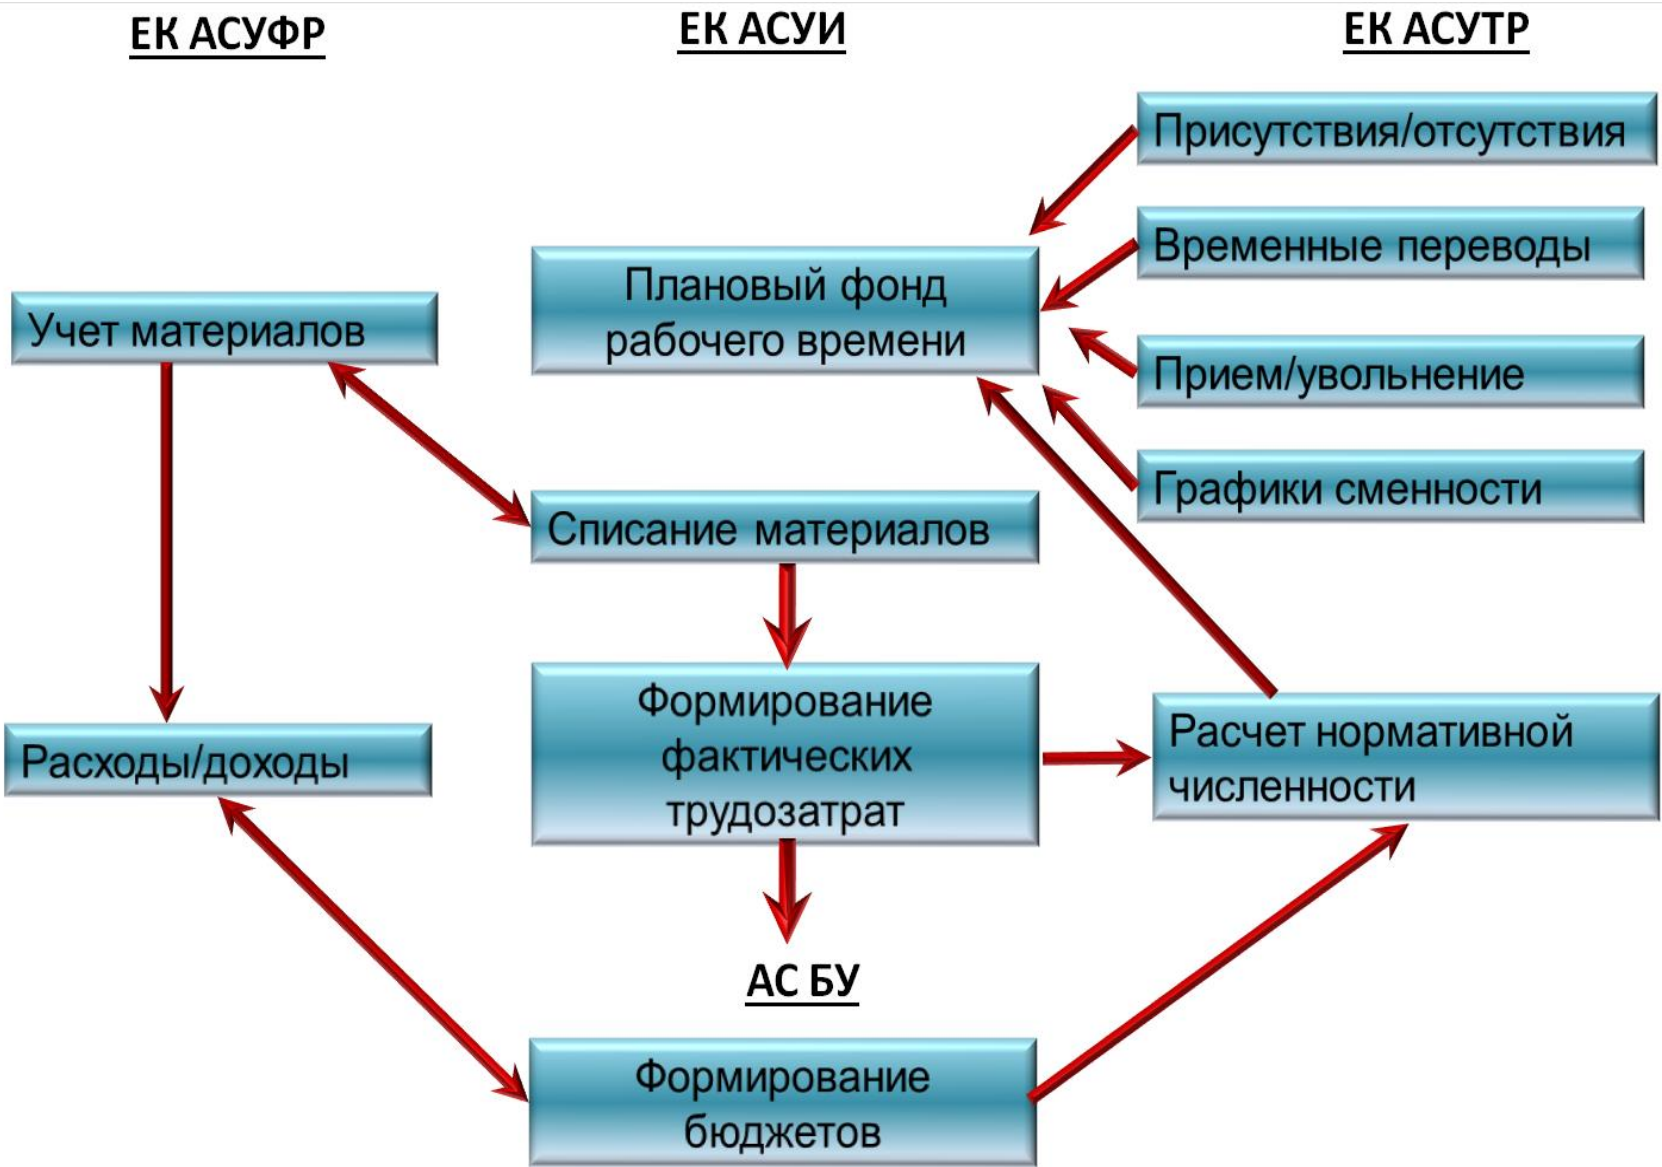 ЕК АСУФР
ЕК АСУИ
ЕК АСУТР
Присутствия/отсутствия
Временные переводы
Плановый фонд
рабочего времени
Учет материалов
Прием/увольнение
Графики сменности
Списание материалов
Формирование
фактических
трудозатрат
Расчет нормативной
численности
Расходы/доходы
АС БУ
Формирование
бюджетов